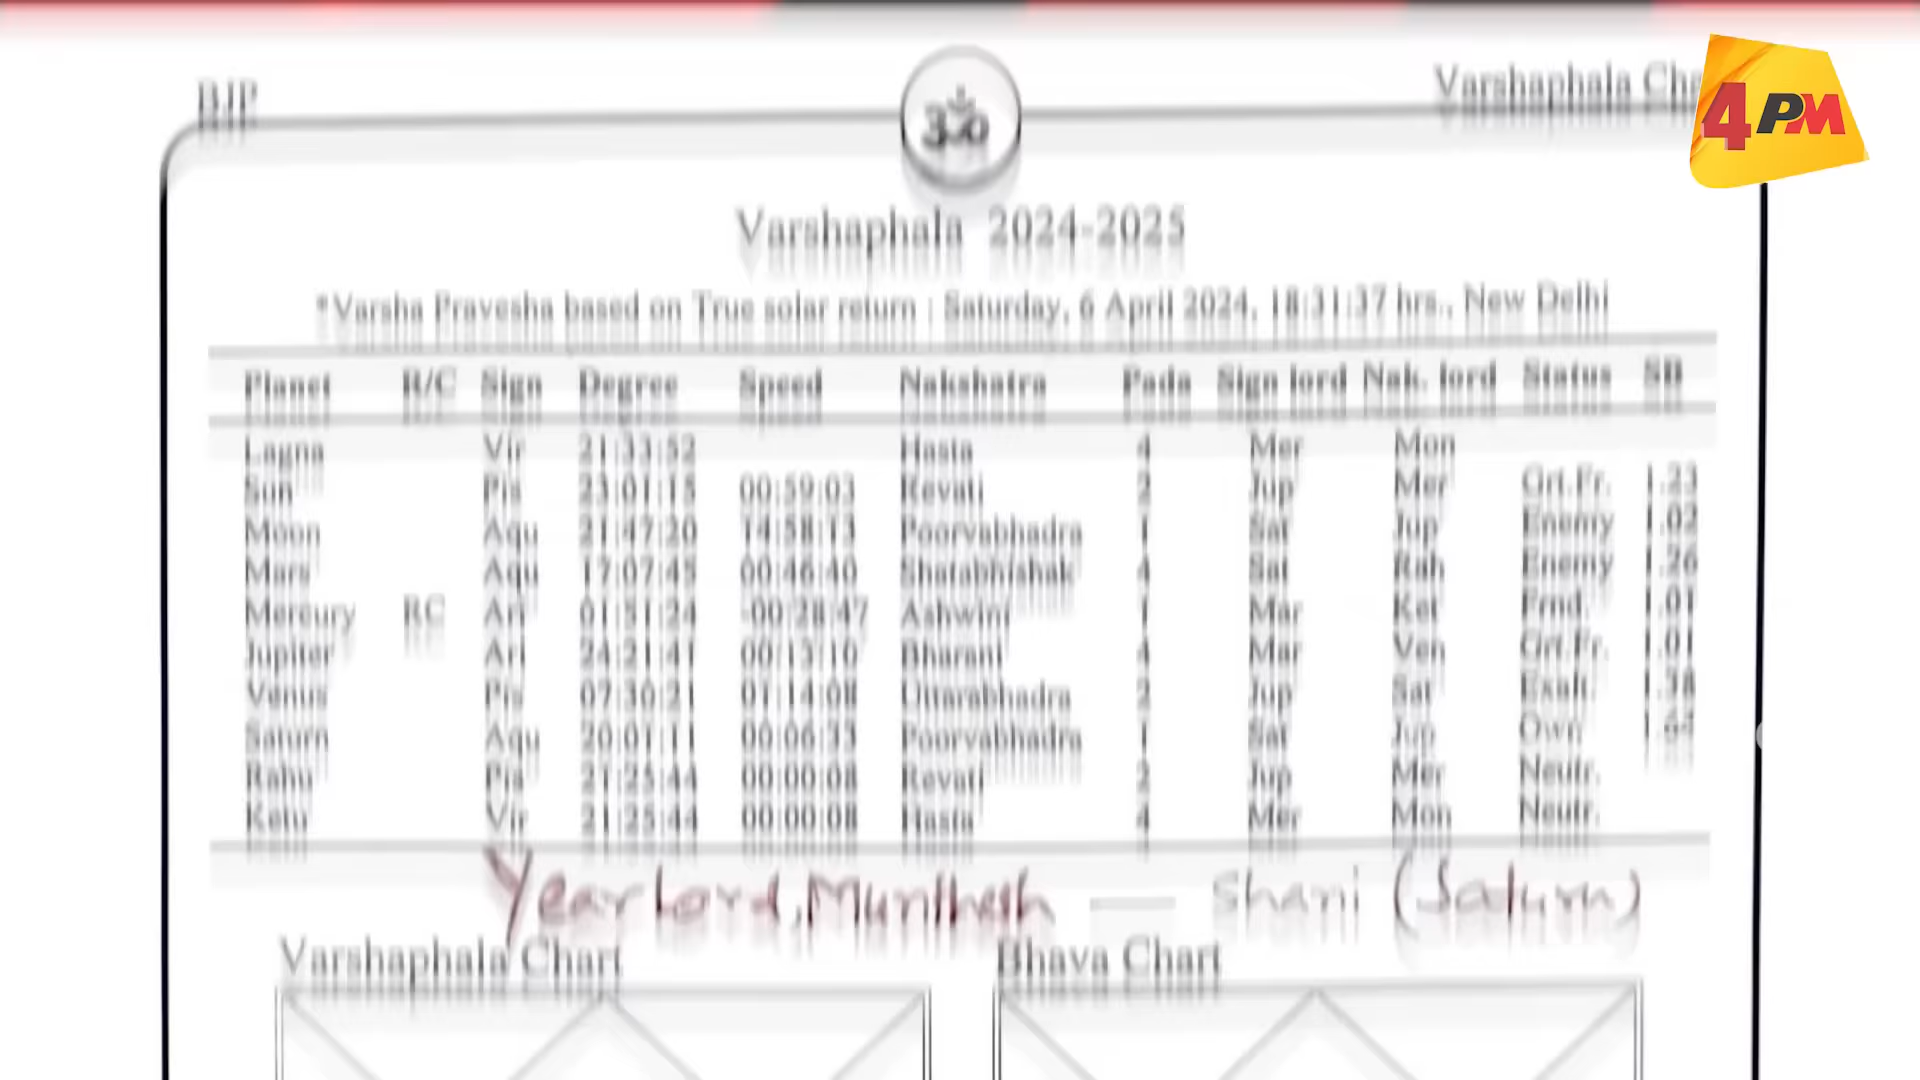 BJP
Varshaphala Cha
4PM
ॐ
Varshaphala 2024-2025
*Varsha Pravesha based on True solar return : Saturday, 6 April 2024, 18:31:37 hrs., New Delhi
Planet R/C Sign Degree Speed Nakshatra Pada Sign lord Nak. lord Status SB
Lagna Vir 21:33:52 Hasta 4 Mer Mon
Sun Pis 23:01:15 00:59:03 Revati 2 Jup Mer Grt.Fr. 1.23
Moon Aqu 21:47:20 14:58:13 Poorvabhadra 1 Sat Jup Enemy 1.02
Mars Aqu 17:07:45 00:46:40 Shatabhishak 4 Sat Rah Enemy 1.26
Mercury RC Ari 01:51:24 -00:28:47 Ashwini 1 Mar Ket Frnd. 1.01
Jupiter Ari 24:21:41 00:13:10 Bharani 4 Mar Ven Grt.Fr. 1.01
Venus Pis 07:30:21 01:14:08 Uttarabhadra 2 Jup Sat Exalt. 1.38
Saturn Aqu 20:01:11 00:06:33 Poorvabhadra 1 Sat Jup Own
Rahu Pis 21:25:44 00:00:08 Revati 2 Jup Mer Neutr.
Ketu Vir 21:25:44 00:00:08 Hasta 4 Mer Mon Neutr.
Year Lord, Munthesh — Shani (Saturn)
Varshaphala Chart
Bhava Chart